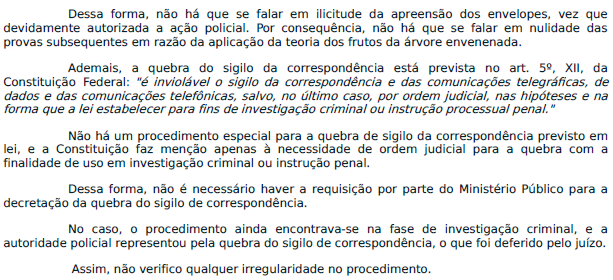 Dessa forma, não há que se falar em ilicitude da apreensão dos envelopes, vez que
devidamente autorizada a ação policial. Por consequência, não há que se falar em nulidade das
provas subsequentes em razão da aplicação da teoria dos frutos da árvore envenenada.
Ademais, a quebra do sigilo da correspondência está prevista no art. 5º, XII, da
Constituição Federal: "é inviolável o sigilo da correspondência e das comunicações telegráficas, de
dados e das comunicações telefônicas, salvo, no último caso, por ordem judicial, nas hipóteses e na
forma que a lei estabelecer para fins de investigação criminal ou instrução processual penal."
Não há um procedimento especial para a quebra de sigilo da correspondência previsto em
lei, e a Constituição faz menção apenas à necessidade de ordem judicial para a quebra com a
finalidade de uso em investigação criminal ou instrução penal.
Dessa forma, não é necessário haver a requisição por parte do Ministério Público para a
decretação da quebra do sigilo de correspondência.
No caso, o procedimento ainda encontrava-se na fase de investigação criminal, e a
autoridade policial representou pela quebra do sigilo de correspondência, o que foi deferido pelo juízo.
Assim, não verifico qualquer irregularidade no procedimento.